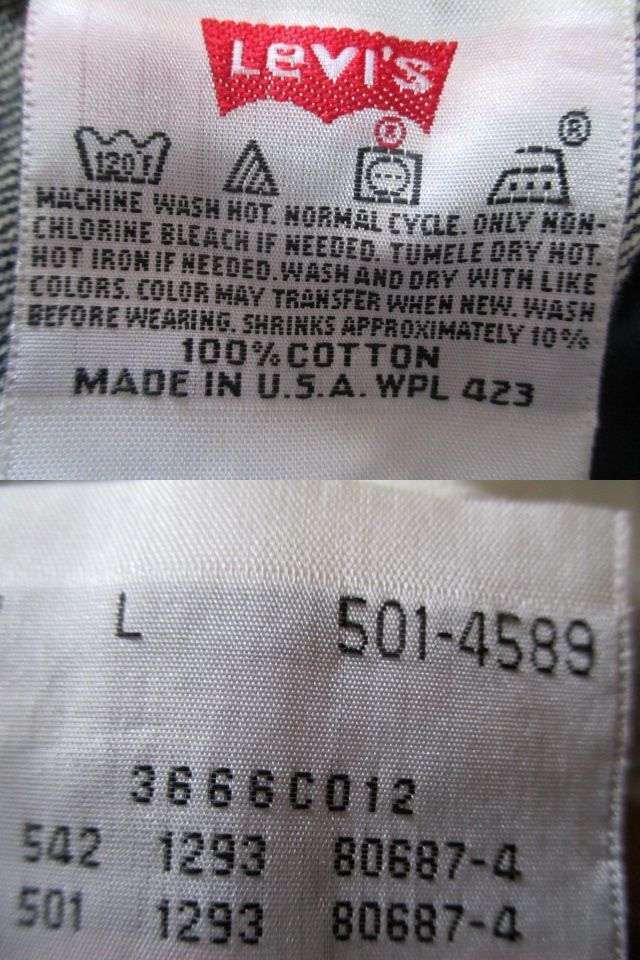 Levi's
®
120 F
®
MACHINE WASH HOT. NORMAL CYCLE. ONLY NON-
CHLORINE BLEACH IF NEEDED. TUMELE DRY HOT.
HOT IRON IF NEEDED. WASH AND DRY WITH LIKE
COLORS. COLOR MAY TRANSFER WHEN NEW. WASH
BEFORE WEARING. SHRINKS APPROXIMATELY 10%
100% COTTON
MADE IN U.S.A. WPL 423
L 501-4589
3666C012
542 1293 80687-4
501 1293 80687-4